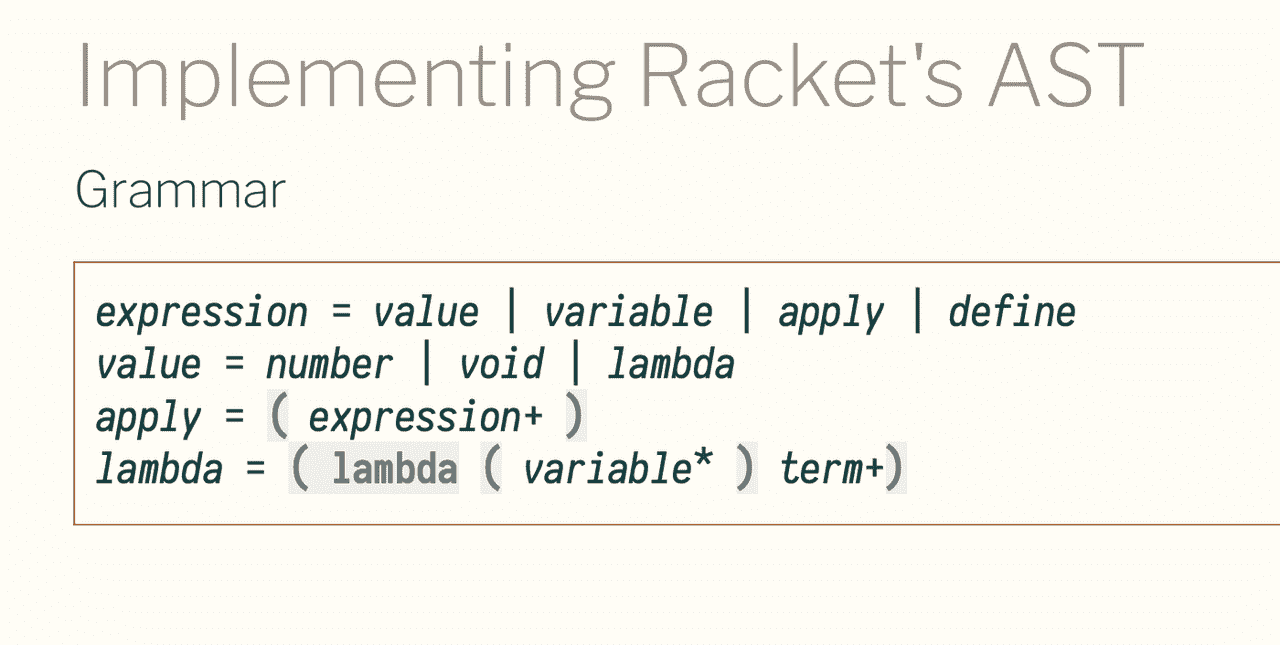 Implementing Racket's AST
Grammar
expression = value | variable | apply | define
value = number | void | lambda
apply = ( expression+ )
lambda = ( lambda ( variable* ) term+)